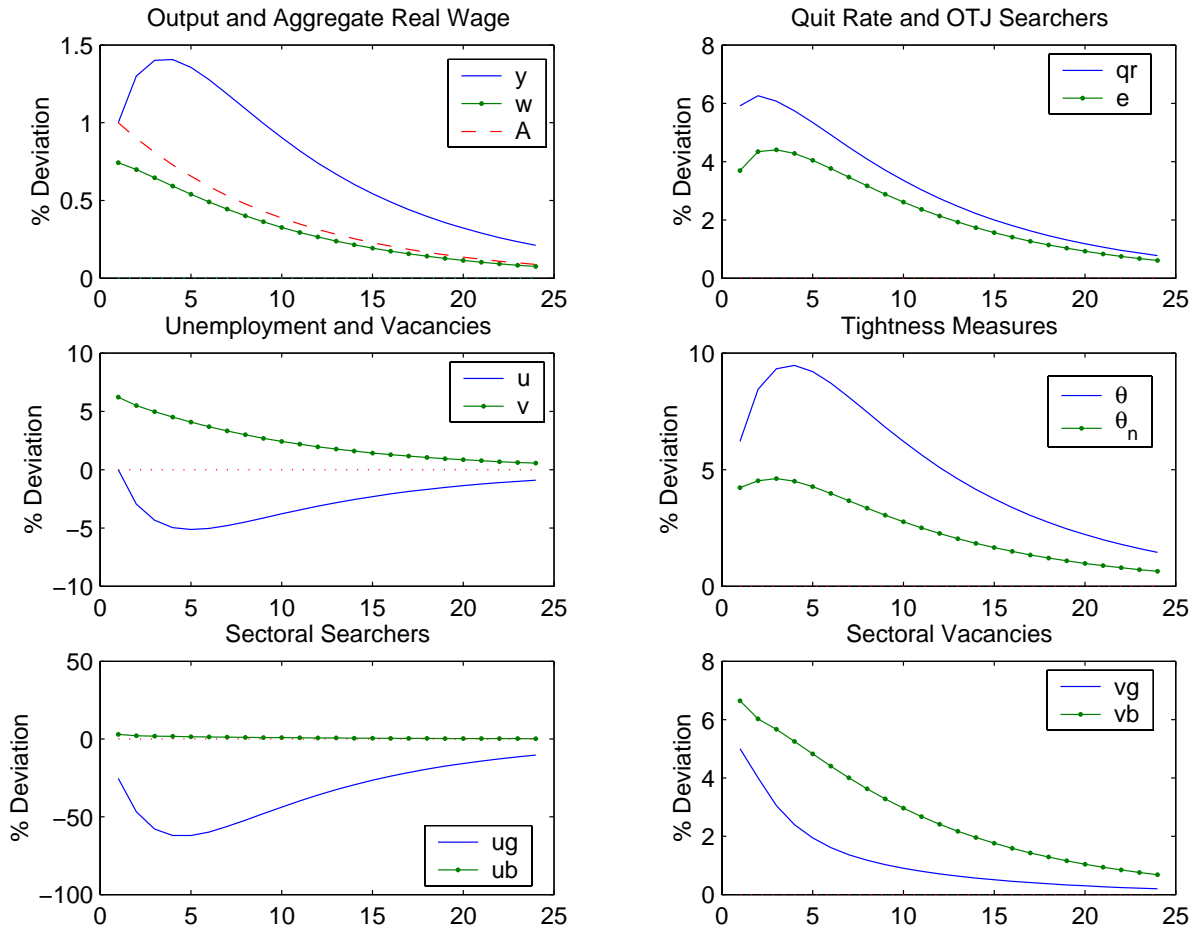 Output and Aggregate Real Wage
% Deviation
1.5
1
0.5
0
0 5 10 15 20 25
y
w
A
Quit Rate and OTJ Searchers
% Deviation
8
6
4
2
0
0 5 10 15 20 25
qr
e
Unemployment and Vacancies
% Deviation
10
5
0
−5
−10
0 5 10 15 20 25
u
v
Tightness Measures
% Deviation
10
5
0
0 5 10 15 20 25
θ
θn
Sectoral Searchers
% Deviation
50
0
−50
−100
0 5 10 15 20 25
ug
ub
Sectoral Vacancies
% Deviation
8
6
4
2
0
0 5 10 15 20 25
vg
vb